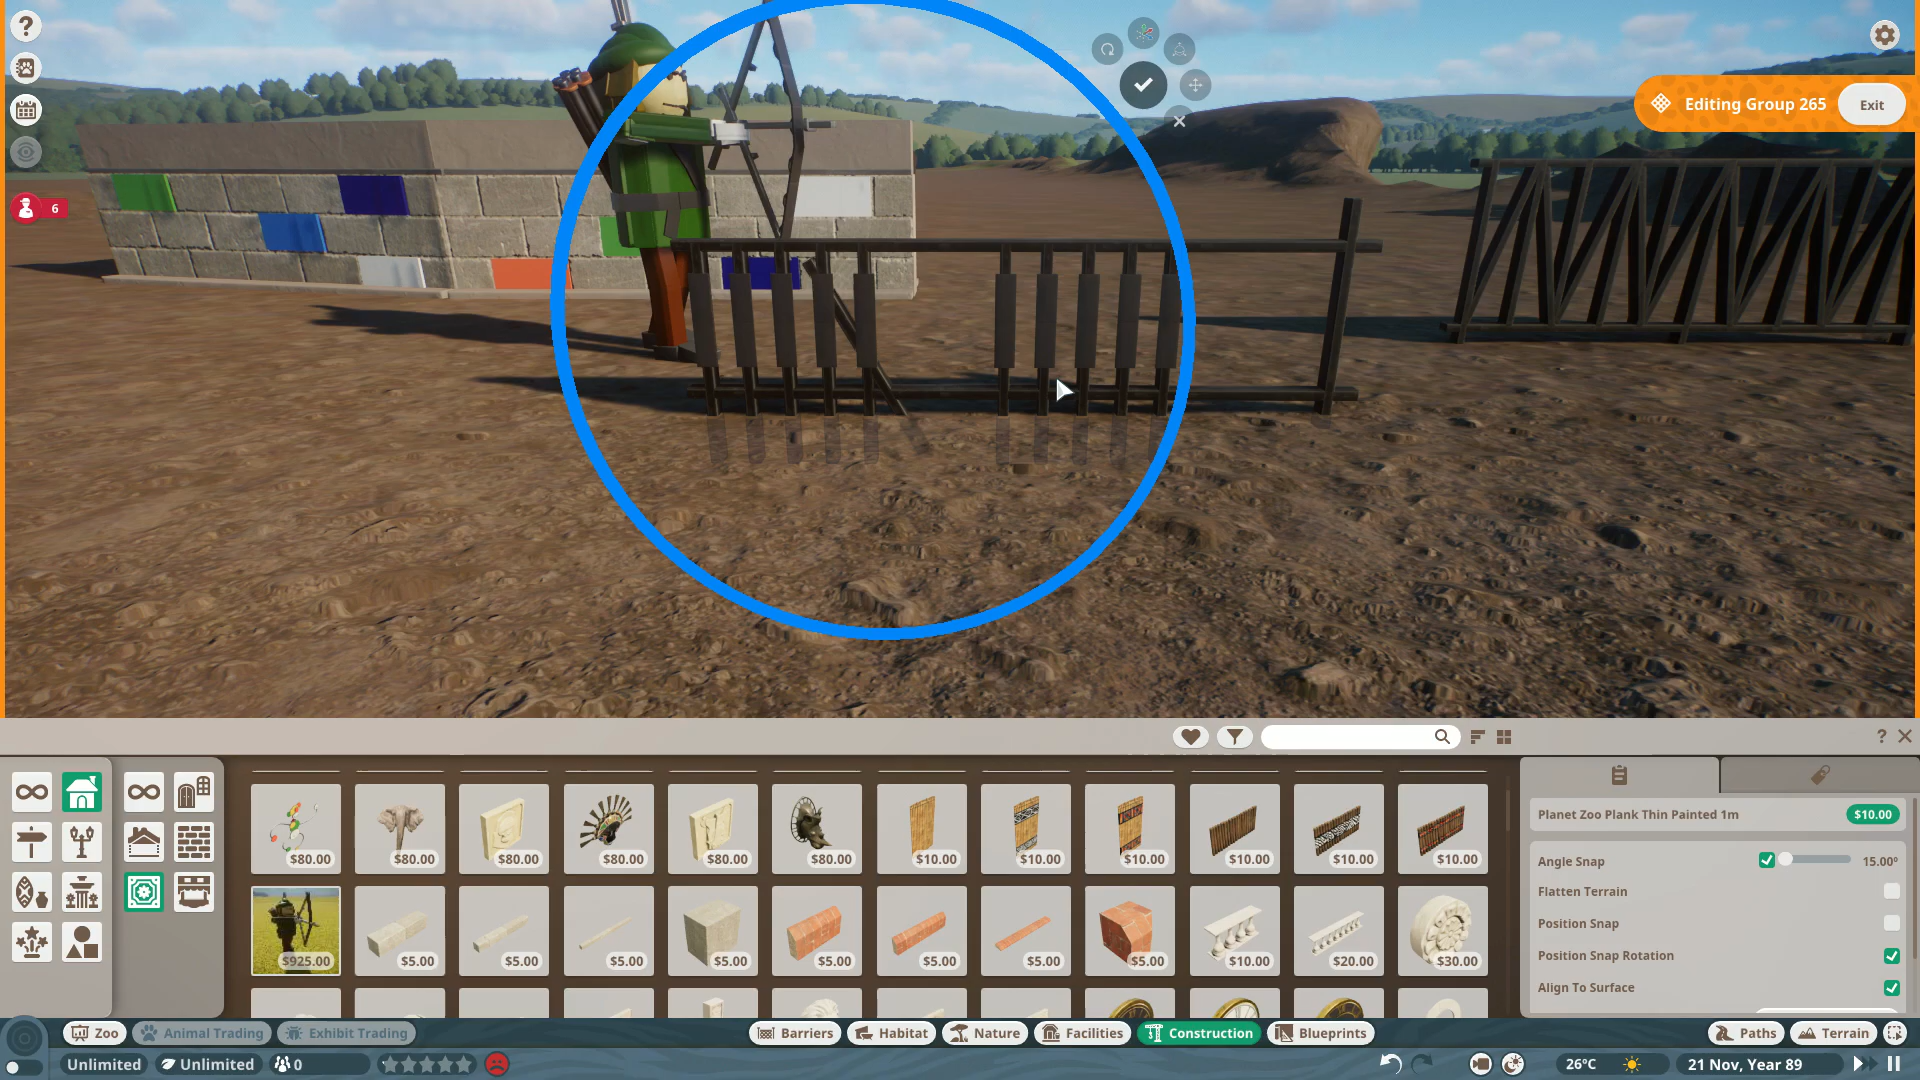 ?
Editing Group 265
Exit
6
?
$80.00
$80.00
$80.00
$80.00
$80.00
$80.00
$10.00
$10.00
$10.00
$10.00
$10.00
$10.00
$925.00
$5.00
$5.00
$5.00
$5.00
$5.00
$5.00
$5.00
$5.00
$10.00
$20.00
$30.00
Planet Zoo Plank Thin Painted 1m
$10.00
Angle Snap
15.00°
Flatten Terrain
Position Snap
Position Snap Rotation
Align To Surface
Zoo
Animal Trading
Exhibit Trading
Barriers
Habitat
Nature
Facilities
Construction
Blueprints
Paths
Terrain
Unlimited
Unlimited
0
26°C
21 Nov, Year 89